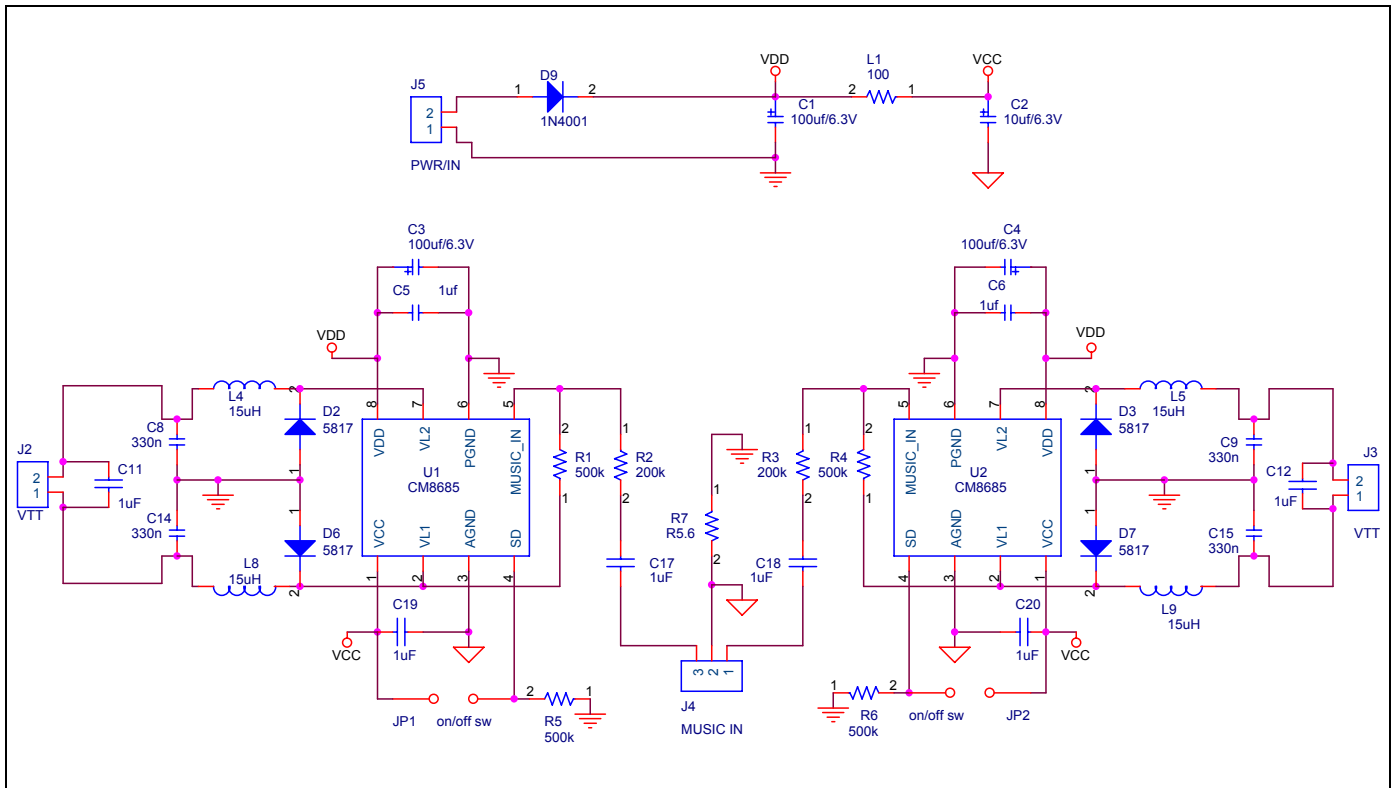 VDD
L1
VCC
J5
D9
100
1
2
2
1
2
1
1N4001
C1
100uf/6.3V
C2
10uf/6.3V
PWR/IN
C3
100uf/6.3V
C4
100uf/6.3V
C5
1uf
C6
1uf
VDD
VDD
L4
15uH
2
8
7
6
5
1
1
5
6
7
8
2
L5
15uH
C8
330n
D2
5817
VDD
VL2
PGND
MUSIC_IN
2
R1
500k
R2
200k
R3
200k
R4
500k
2
MUSIC_IN
PGND
VL2
VDD
D3
5817
C9
330n
J2
2
1
VTT
C11
1uF
1
U1
CM8685
1
2
1
2
1
U2
CM8685
1
C12
1uF
J3
2
1
VTT
C14
330n
1
D6
5817
VCC
VL1
AGND
SD
R7
R5.6
2
SD
AGND
VL1
VCC
1
D7
5817
C15
330n
L8
15uH
2
1
2
3
4
C17
1uF
C18
1uF
4
3
2
1
2
L9
15uH
VCC
C19
1uF
C20
1uF
VCC
3
2
1
J4
MUSIC IN
JP1
on/off sw
2
1
R5
500k
1
2
R6
500k
on/off sw
JP2